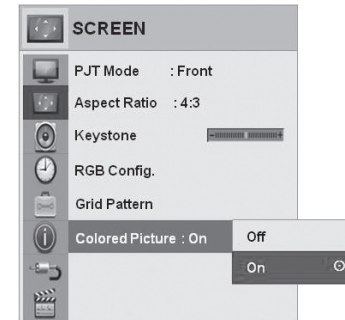 SCREEN
PJT Mode : Front
Aspect Ratio : 4:3
Keystone - +
RGB Config.
Grid Pattern
Colored Picture : On
Off
On